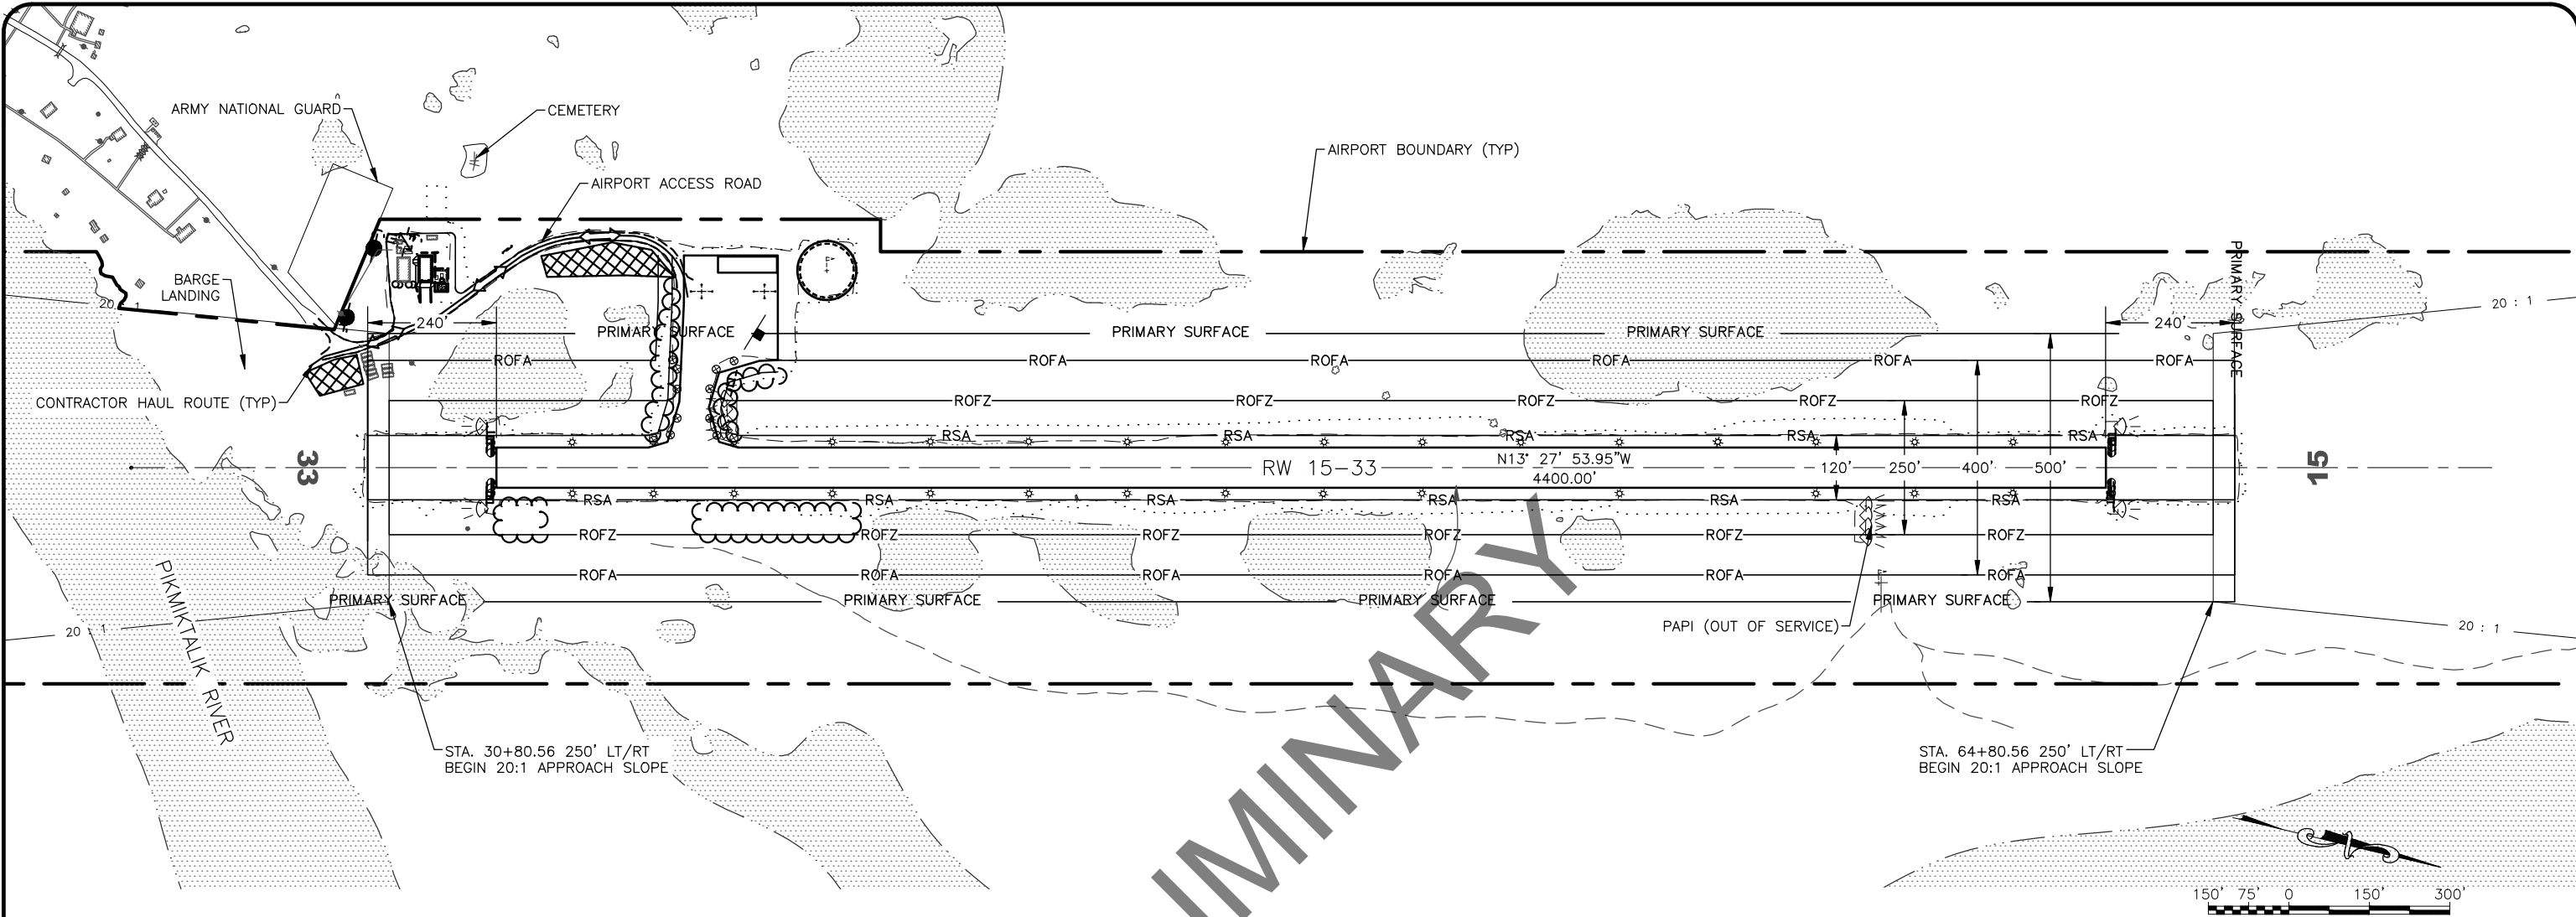 ARMY NATIONAL GUARD
CEMETERY
AIRPORT BOUNDARY (TYP)
AIRPORT ACCESS ROAD
BARGE
LANDING
20 : 1
240'
PRIMARY SURFACE
PRIMARY SURFACE
PRIMARY SURFACE
240'
PRIMARY SURFACE
20 : 1
ROFA
ROFA
ROFA
ROFA
ROFA
ROFA
CONTRACTOR HAUL ROUTE (TYP)
ROFZ
ROFZ
ROFZ
ROFZ
ROFZ
RSA
RSA
RSA
RSA
RSA
33
RW 15-33
N13° 27' 53.95"W
4400.00'
120'
250'
400'
500'
15
RSA
RSA
RSA
RSA
RSA
RSA
ROFZ
ROFZ
ROFZ
ROFZ
ROFZ
ROFZ
ROFA
ROFA
ROFA
ROFA
ROFA
ROFA
PRIMARY SURFACE
PRIMARY SURFACE
PRIMARY SURFACE
PRIMARY SURFACE
20 : 1
PIKMIKTALIK RIVER
PAPI (OUT OF SERVICE)
20 : 1
STA. 30+80.56 250' LT/RT
BEGIN 20:1 APPROACH SLOPE
STA. 64+80.56 250' LT/RT
BEGIN 20:1 APPROACH SLOPE
IMINARY
150' 75' 0 150' 300'